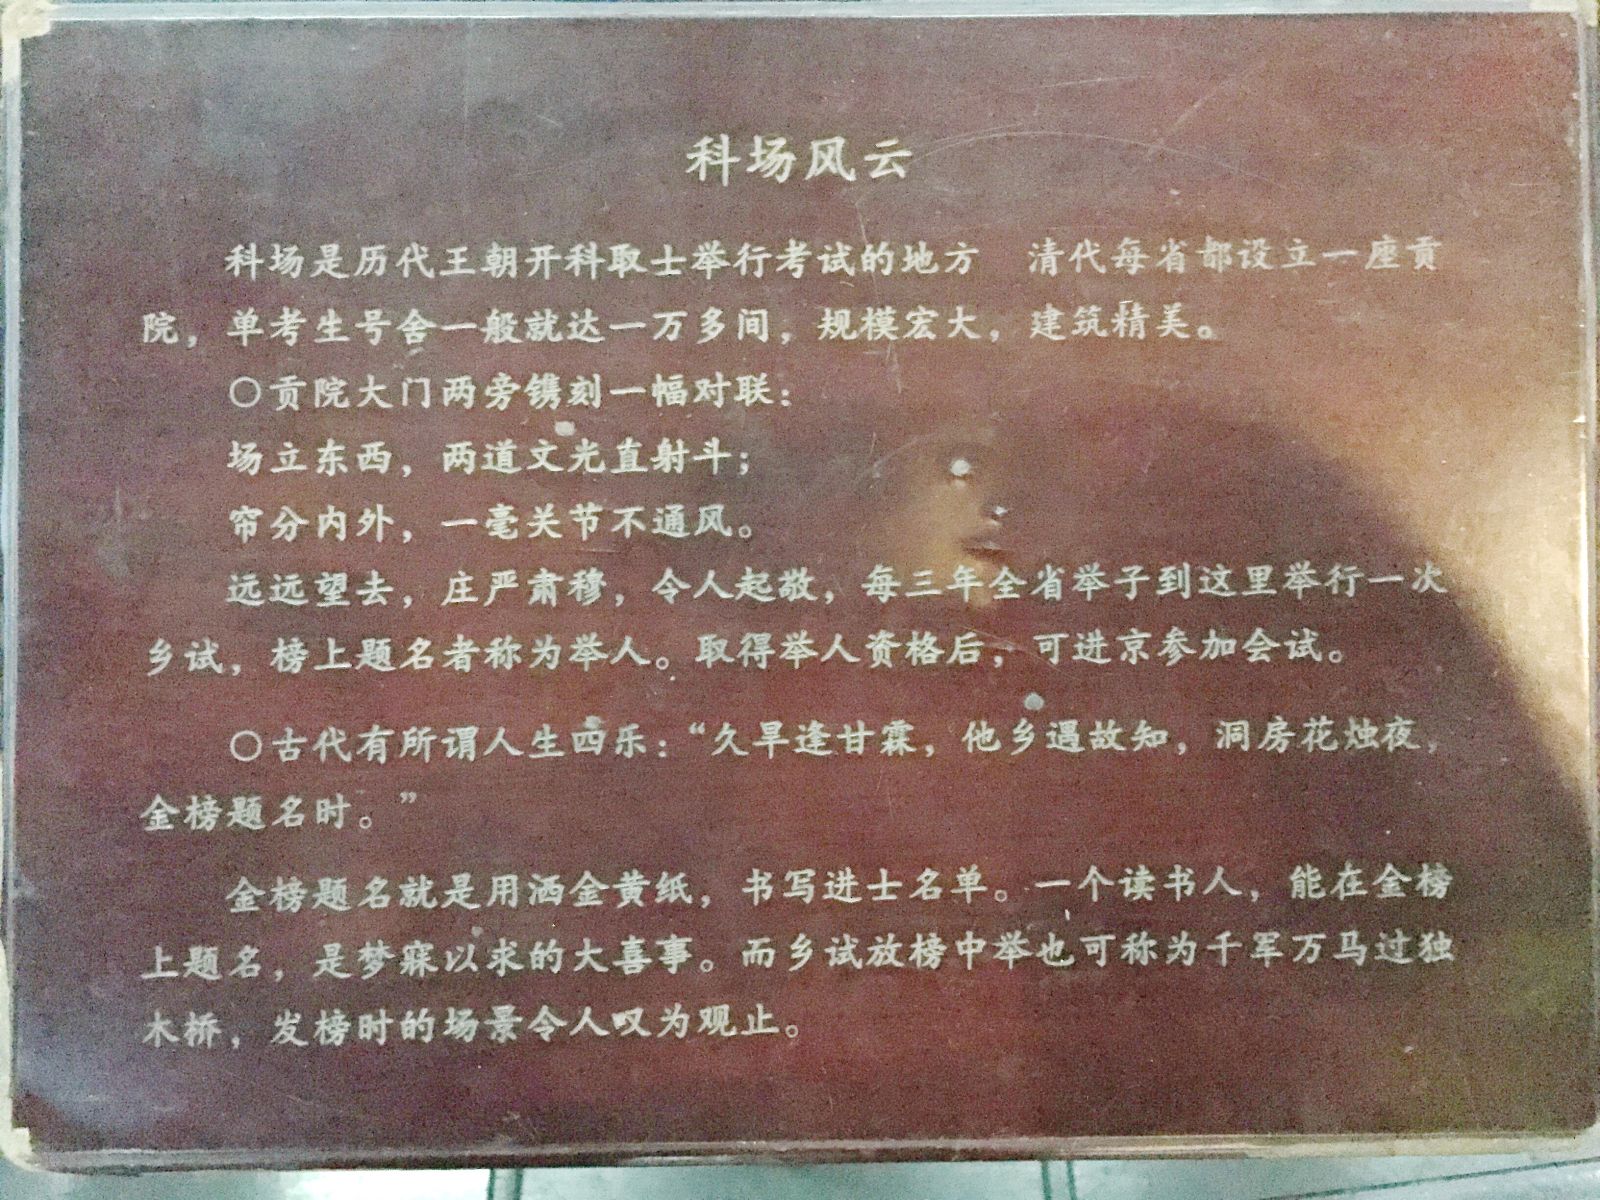 科场风云
科场是历代王朝开科取士举行考试的地方　清代每省都设立一座贡
院，单考生号舍一般就达一万多间，规模宏大，建筑精美。
○贡院大门两旁镌刻一幅对联：
场立东西，两道文光直射斗；
帘分内外，一毫关节不通风。
远远望去，庄严肃穆，令人起敬，每三年全省举子到这里举行一次
乡试，榜上题名者称为举人。取得举人资格后，可进京参加会试。
○古代有所谓人生四乐：“久旱逢甘霖，他乡遇故知，洞房花烛夜，
金榜题名时。”
金榜题名就是用洒金黄纸，书写进士名单。一个读书人，能在金榜
上题名，是梦寐以求的大喜事。而乡试放榜中举也可称为千军万马过独
木桥，发榜时的场景令人叹为观止。